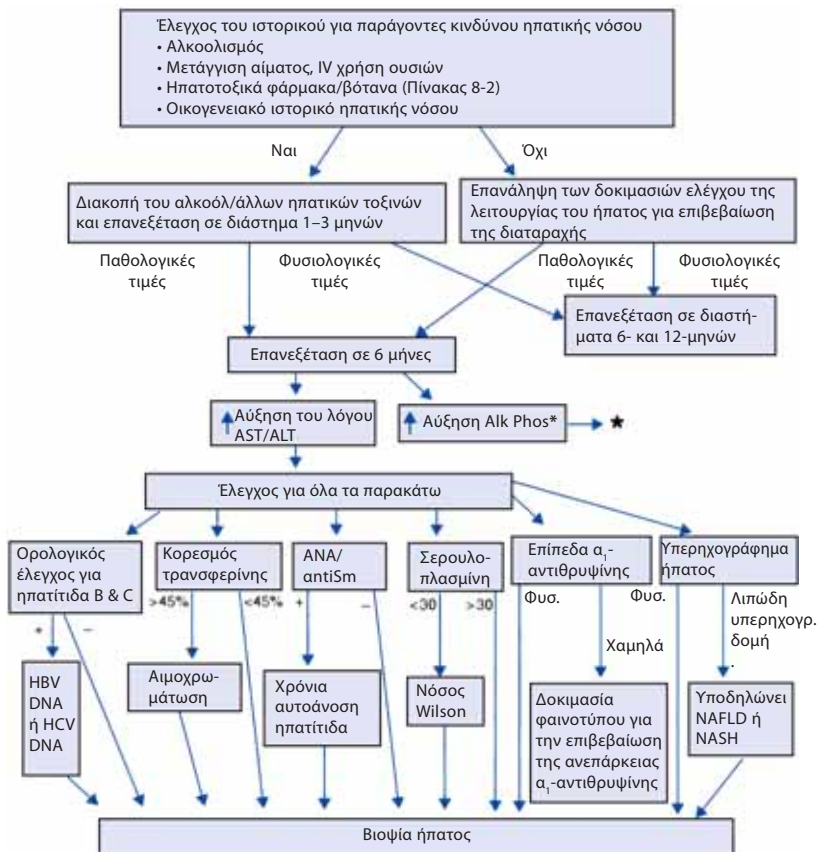 Έλεγχος του ιστορικού για παράγοντες κινδύνου ηπατικής νόσου
• Αλκοολισμός
• Μετάγγιση αίματος, IV χρήση ουσιών
• Ηπατοτοξικά φάρμακα/βότανα (Πίνακας 8-2)
• Οικογενειακό ιστορικό ηπατικής νόσου
Ναι
Όχι
Διακοπή του αλκοόλ/άλλων ηπατικών τοξινών
και επανεξέταση σε διάστημα 1–3 μηνών
Επανάληψη των δοκιμασιών ελέγχου της
λειτουργίας του ήπατος για επιβεβαίωση
της διαταραχής
Παθολογικές
τιμές
Φυσιολογικές
τιμές
Παθολογικές
τιμές
Φυσιολογικές
τιμές
Επανεξέταση σε διαστή-
ματα 6- και 12-μηνών
Επανεξέταση σε 6 μήνες
Αύξηση του λόγου
AST/ALT
Αύξηση Alk Phos*
★
Έλεγχος για όλα τα παρακάτω
Ορολογικός
έλεγχος για
ηπατίτιδα B & C
Κορεσμός
τρανσφερίνης
ANA/
antiSm
Σερουλο-
πλασμίνη
Επίπεδα α₁-
αντιθρυψίνης
Υπερηχογράφημα
ήπατος
+
–
>45%
<45%
+
–
<30
>30
Φυσ.
Χαμηλά
Φυσ.
Λιπώδη
υπερηχογρ.
δομή
.
HBV
DNA
ή HCV
DNA
Αιμοχρω-
μάτωση
Χρόνια
αυτοάνοση
ηπατίτιδα
Νόσος
Wilson
Δοκιμασία
φαινοτύπου για
την επιβεβαίωση
της ανεπάρκειας
α₁-αντιθρυψίνης
Υποδηλώνει
NAFLD ή
NASH
Βιοψία ήπατος